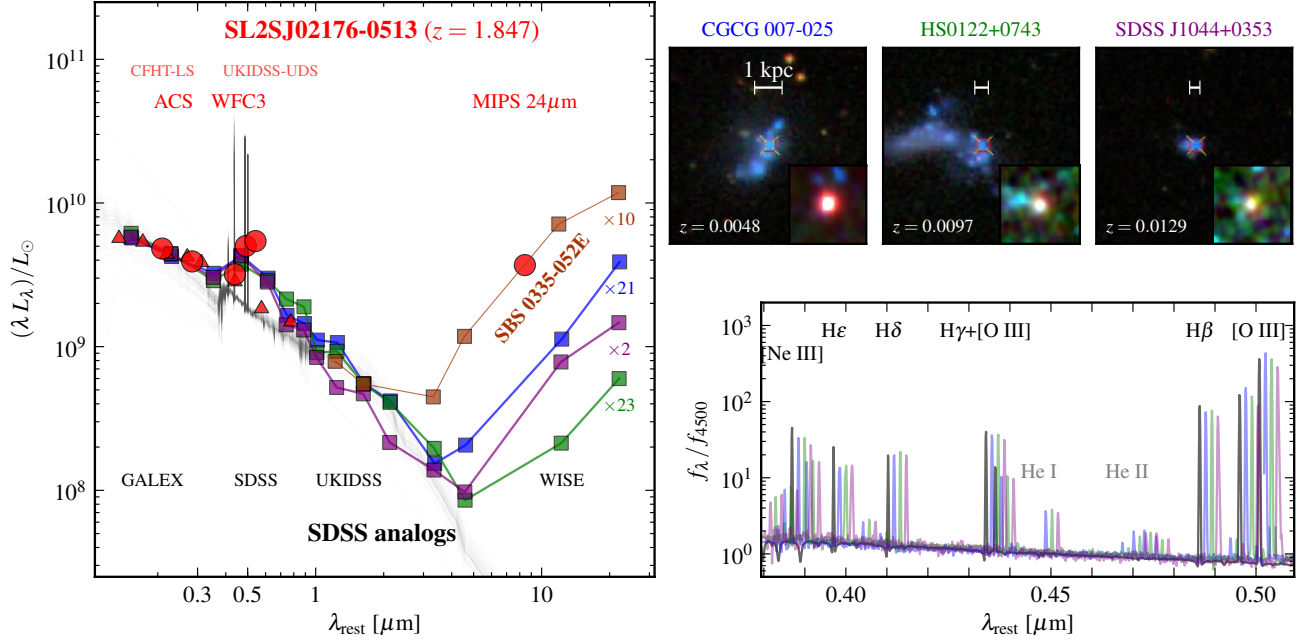 SL2SJ02176-0513 (z = 1.847)
CFHT-LS UKIDSS-UDS
ACS WFC3 MIPS 24μm
×10
SBS 0335-052E
×21
×2
×23
GALEX SDSS UKIDSS WISE
SDSS analogs
(λ L_λ)/L_⊙
10^11
10^10
10^9
10^8
0.3 0.5 1 10
λ_rest [μm]
CGCG 007-025 HS0122+0743 SDSS J1044+0353
1 kpc
z = 0.0048 z = 0.0097 z = 0.0129
Hε Hδ Hγ+[O III] Hβ [O III]
Ne III]
He I He II
f_λ / f_4500
10^3
10^2
10^1
10^0
0.40 0.45 0.50
λ_rest [μm]